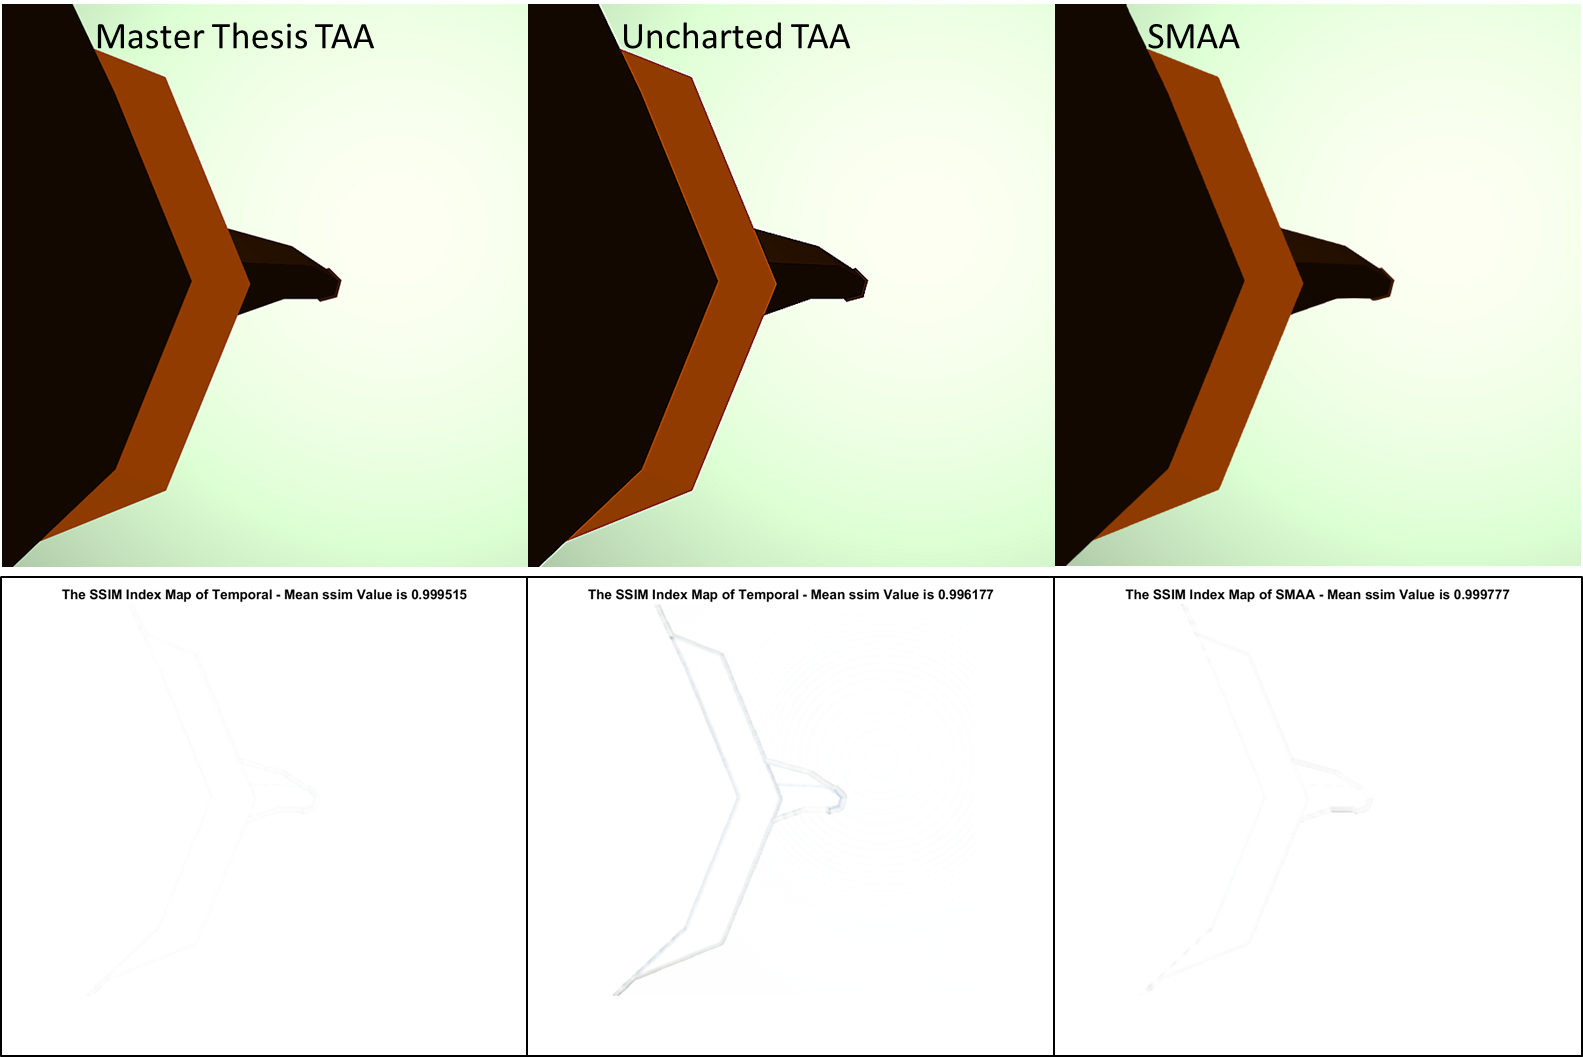 Master Thesis TAA
Uncharted TAA
SMAA
The SSIM Index Map of Temporal - Mean ssim Value is 0.999515
The SSIM Index Map of Temporal - Mean ssim Value is 0.996177
The SSIM Index Map of SMAA - Mean ssim Value is 0.999777